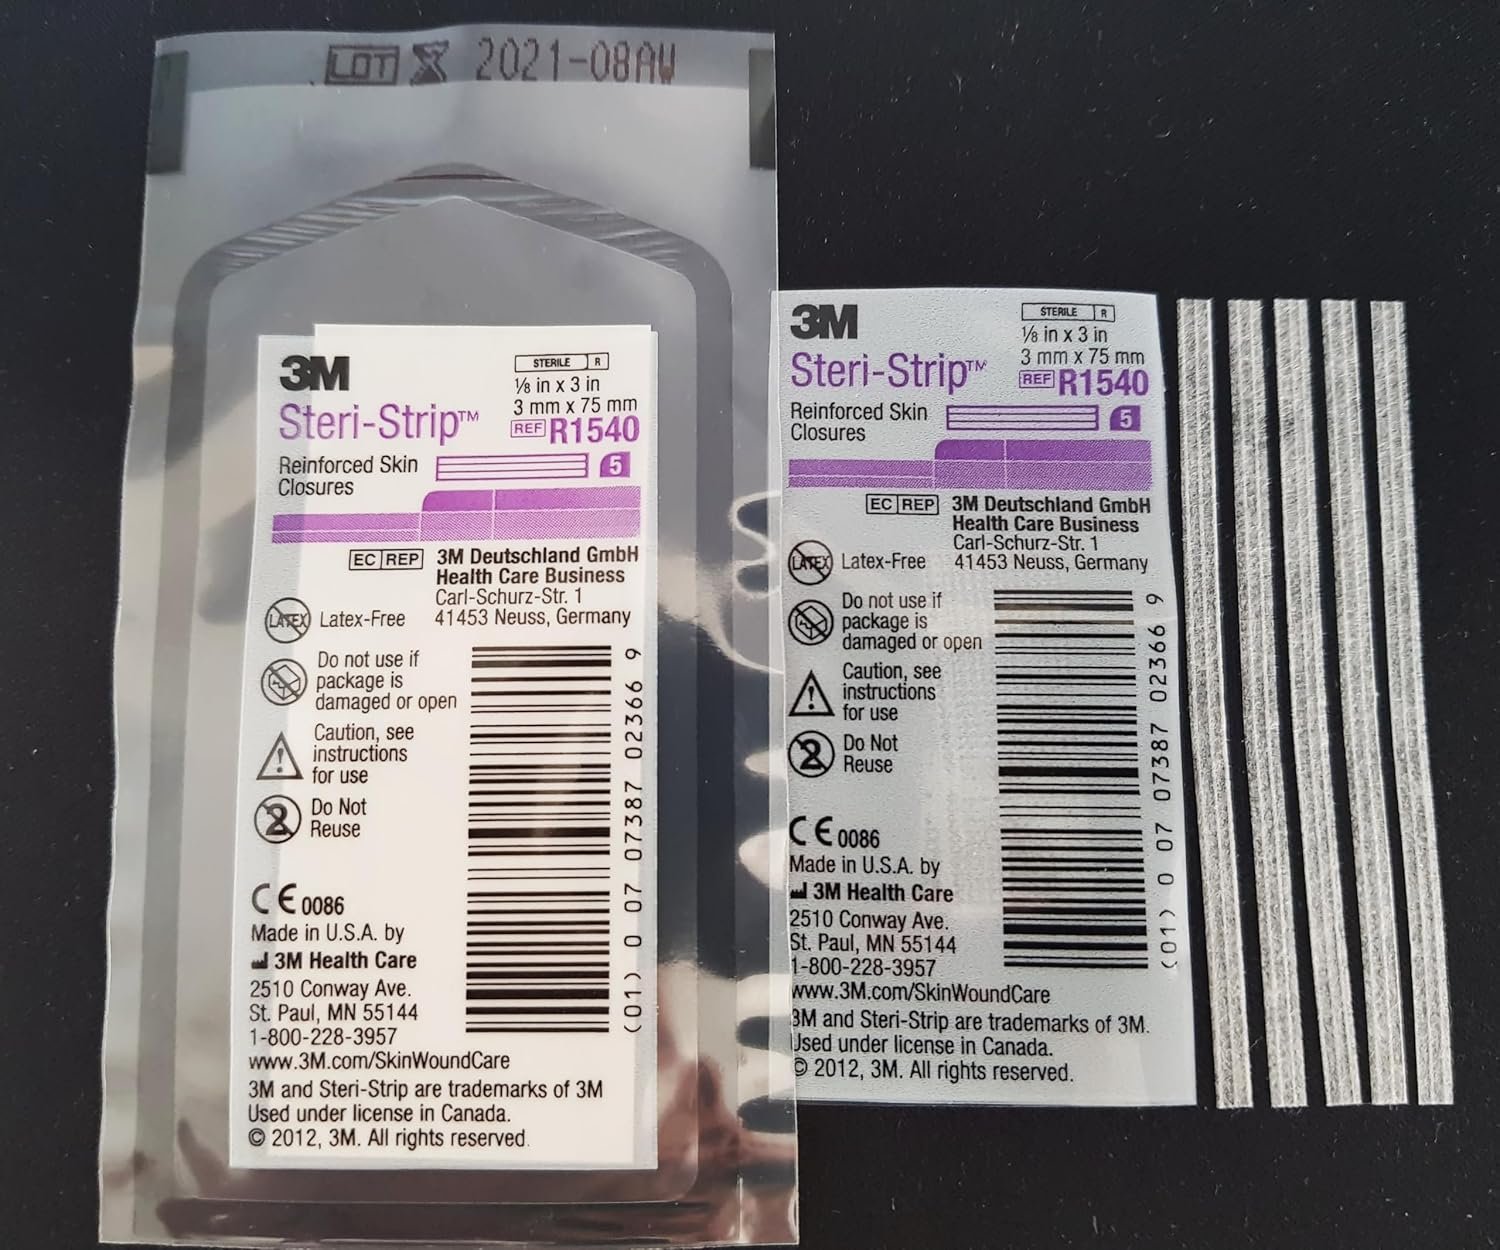 LOT 2021-08AW
3M
STERILE R
1/8 in x 3 in
3 mm x 75 mm
Steri-Strip™
REF R1540
Reinforced Skin
Closures
5
EC REP 3M Deutschland GmbH
Health Care Business
Carl-Schurz-Str. 1
41453 Neuss, Germany
LATEX Latex-Free
Do not use if
package is
damaged or open
Caution, see
instructions
for use
2 Do Not
Reuse
(01) 0 07 07387 02366 9
CE 0086
Made in U.S.A. by
3M Health Care
2510 Conway Ave.
St. Paul, MN 55144
1-800-228-3957
www.3M.com/SkinWoundCare
3M and Steri-Strip are trademarks of 3M
Used under license in Canada.
© 2012, 3M. All rights reserved.
3M
STERILE R
1/8 in x 3 in
3 mm x 75 mm
Steri-Strip™
REF R1540
Reinforced Skin
Closures
5
EC REP 3M Deutschland GmbH
Health Care Business
Carl-Schurz-Str. 1
41453 Neuss, Germany
LATEX Latex-Free
Do not use if
package is
damaged or open
Caution, see
instructions
for use
2 Do Not
Reuse
(01) 0 07 07387 02366 9
CE 0086
Made in U.S.A. by
3M Health Care
2510 Conway Ave.
St. Paul, MN 55144
1-800-228-3957
www.3M.com/SkinWoundCare
3M and Steri-Strip are trademarks of 3M.
Used under license in Canada.
© 2012, 3M. All rights reserved.